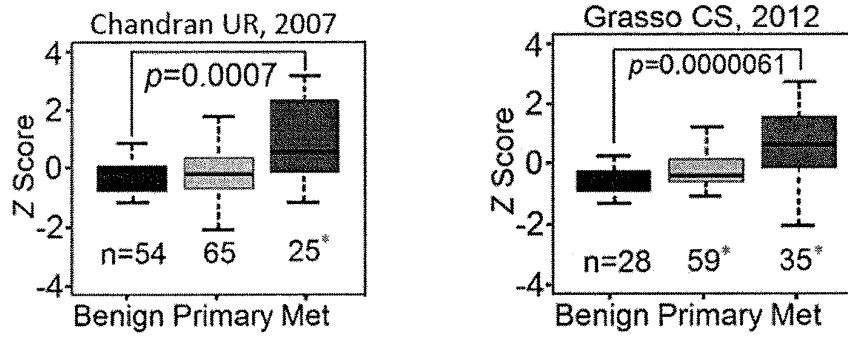 Chandran UR, 2007
4
p=0.0007
2
Z Score
0
-2
n=54 65 25*
-4
Benign Primary Met
Grasso CS, 2012
4
p=0.0000061
2
Z Score
0
-2
n=28 59* 35*
-4
Benign Primary Met